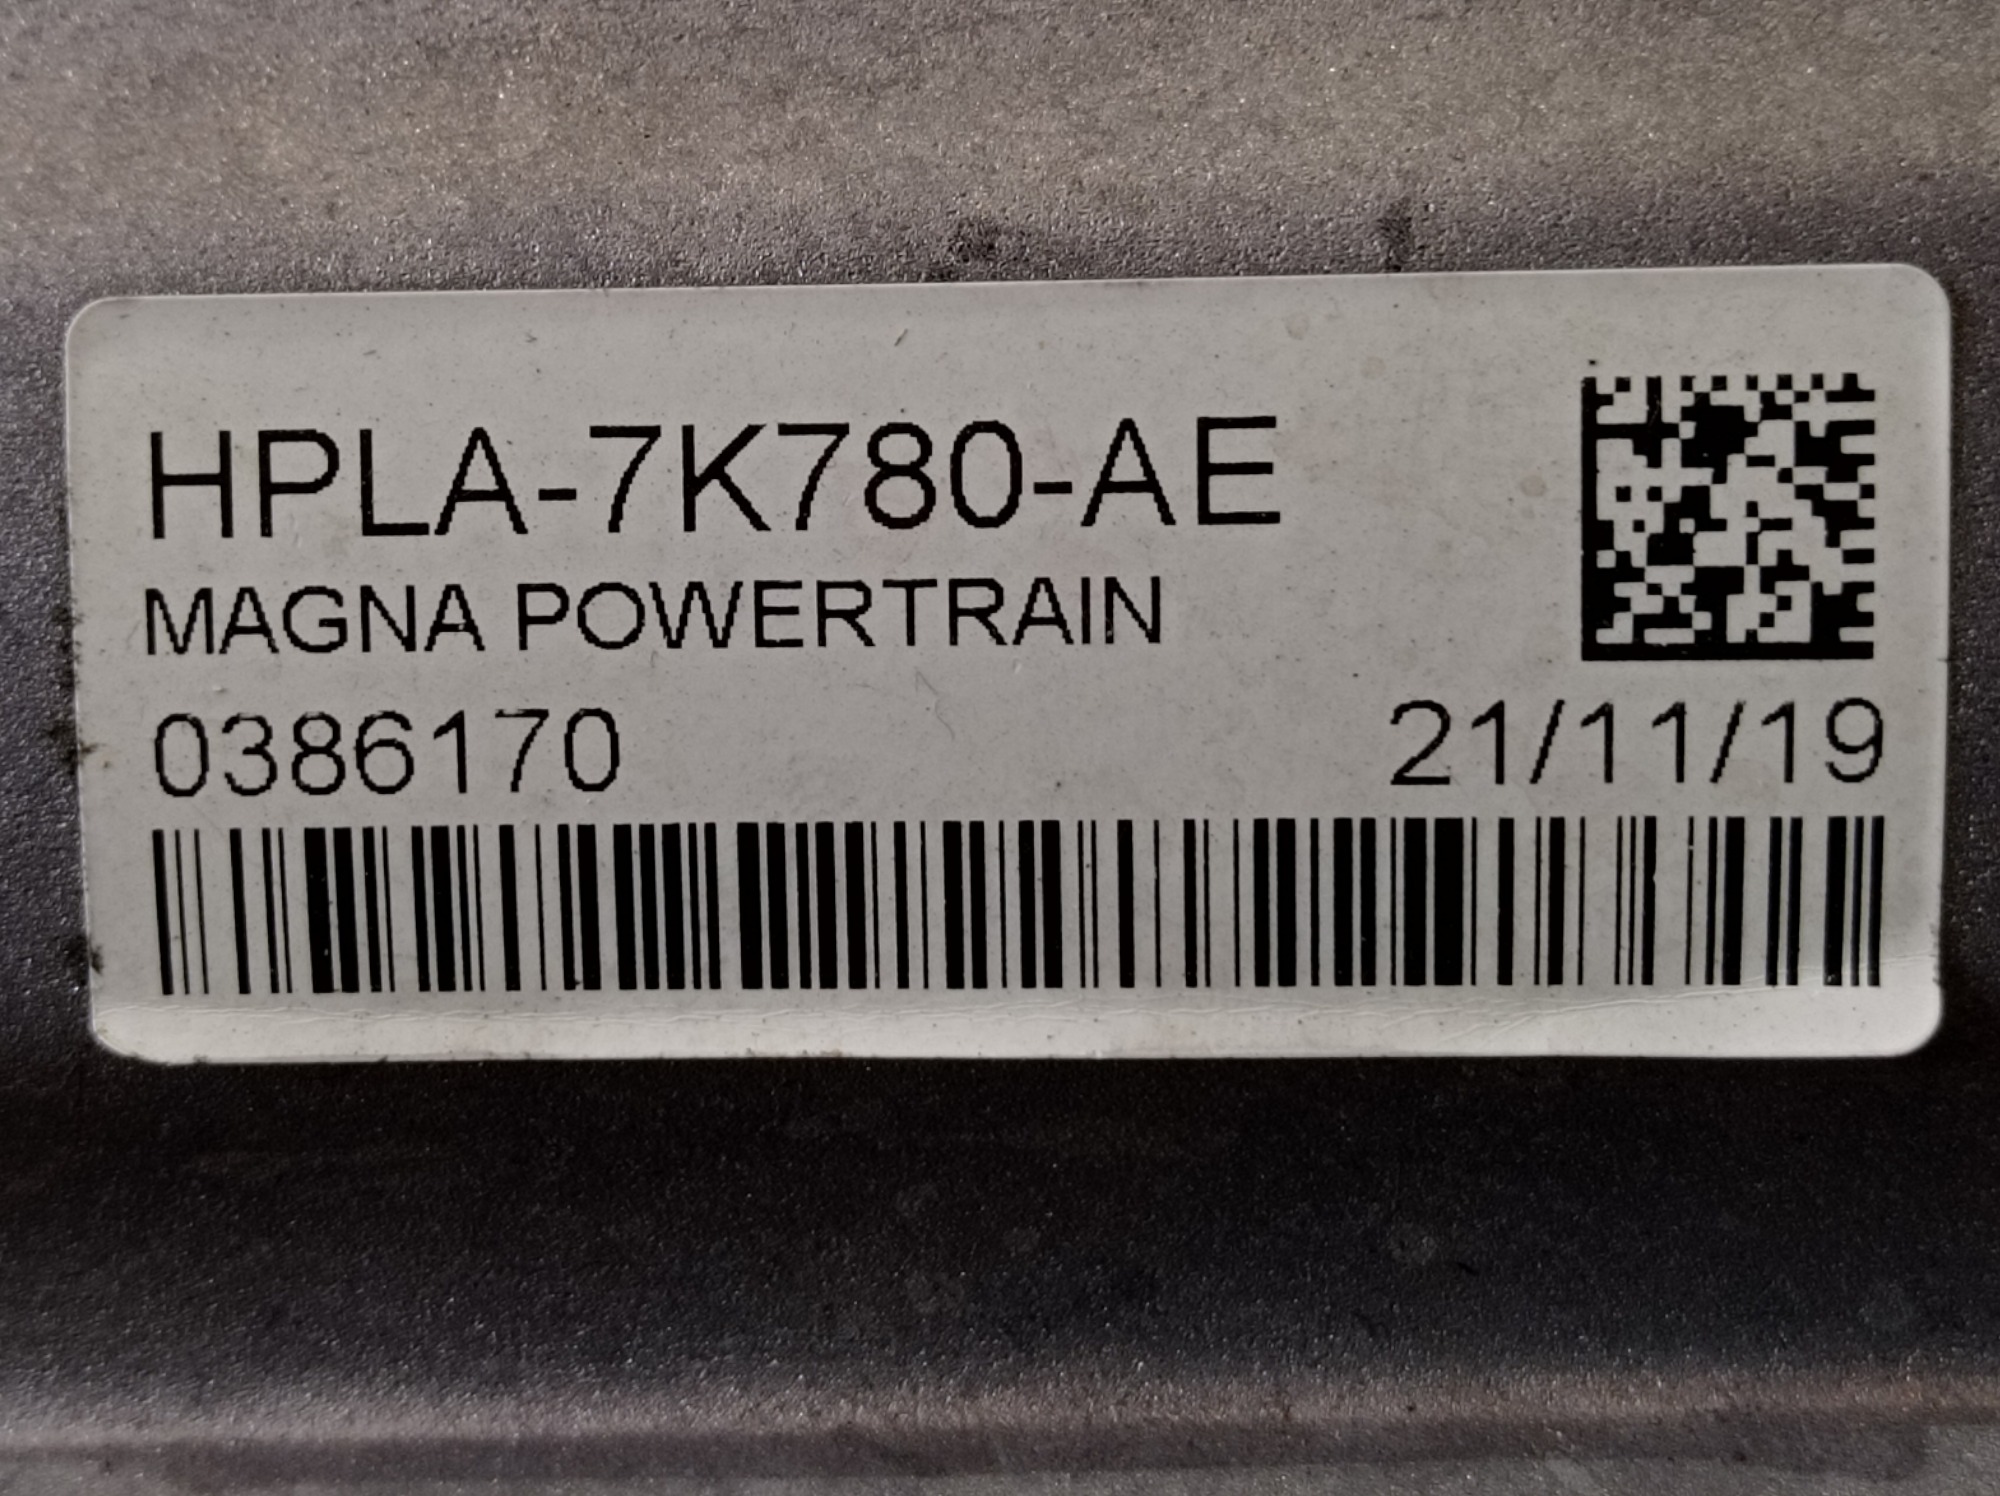 HPLA-7K780-AE
MAGNA POWERTRAIN
0386170 21/11/19